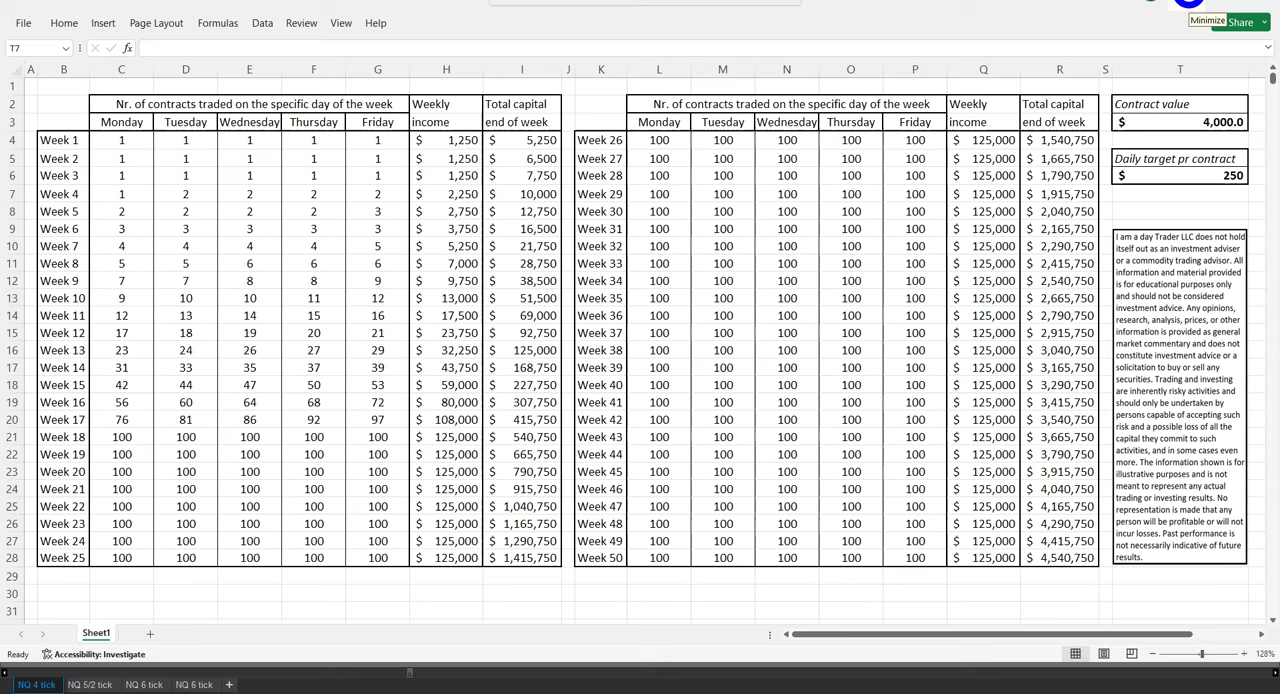 Minimize
Share
File Home Insert Page Layout Formulas Data Review View Help
T7 fx
A B C D E F G H I J K L M N O P Q R S T
1
2 Nr. of contracts traded on the specific day of the week Weekly Total capital Nr. of contracts traded on the specific day of the week Weekly Total capital Contract value
3 Monday Tuesday Wednesday Thursday Friday income end of week Monday Tuesday Wednesday Thursday Friday income end of week $ 4,000.0
4 Week 1 1 1 1 1 1 $ 1,250 $ 5,250 Week 26 100 100 100 100 100 $ 125,000 $ 1,540,750
5 Week 2 1 1 1 1 1 $ 1,250 $ 6,500 Week 27 100 100 100 100 100 $ 125,000 $ 1,665,750 Daily target pr contract
6 Week 3 1 1 1 1 1 $ 1,250 $ 7,750 Week 28 100 100 100 100 100 $ 125,000 $ 1,790,750 $ 250
7 Week 4 1 2 2 2 2 $ 2,250 $ 10,000 Week 29 100 100 100 100 100 $ 125,000 $ 1,915,750
8 Week 5 2 2 2 2 3 $ 2,750 $ 12,750 Week 30 100 100 100 100 100 $ 125,000 $ 2,040,750
9 Week 6 3 3 3 3 3 $ 3,750 $ 16,500 Week 31 100 100 100 100 100 $ 125,000 $ 2,165,750
10 Week 7 4 4 4 4 5 $ 5,250 $ 21,750 Week 32 100 100 100 100 100 $ 125,000 $ 2,290,750
11 Week 8 5 5 6 6 6 $ 7,000 $ 28,750 Week 33 100 100 100 100 100 $ 125,000 $ 2,415,750
12 Week 9 7 7 8 8 9 $ 9,750 $ 38,500 Week 34 100 100 100 100 100 $ 125,000 $ 2,540,750
13 Week 10 9 10 10 11 12 $ 13,000 $ 51,500 Week 35 100 100 100 100 100 $ 125,000 $ 2,665,750
14 Week 11 12 13 14 15 16 $ 17,500 $ 69,000 Week 36 100 100 100 100 100 $ 125,000 $ 2,790,750
15 Week 12 17 18 19 20 21 $ 23,750 $ 92,750 Week 37 100 100 100 100 100 $ 125,000 $ 2,915,750
16 Week 13 23 24 26 27 29 $ 32,250 $ 125,000 Week 38 100 100 100 100 100 $ 125,000 $ 3,040,750
17 Week 14 31 33 35 37 39 $ 43,750 $ 168,750 Week 39 100 100 100 100 100 $ 125,000 $ 3,165,750
18 Week 15 42 44 47 50 53 $ 59,000 $ 227,750 Week 40 100 100 100 100 100 $ 125,000 $ 3,290,750
19 Week 16 56 60 64 68 72 $ 80,000 $ 307,750 Week 41 100 100 100 100 100 $ 125,000 $ 3,415,750
20 Week 17 76 81 86 92 97 $ 108,000 $ 415,750 Week 42 100 100 100 100 100 $ 125,000 $ 3,540,750
21 Week 18 100 100 100 100 100 $ 125,000 $ 540,750 Week 43 100 100 100 100 100 $ 125,000 $ 3,665,750
22 Week 19 100 100 100 100 100 $ 125,000 $ 665,750 Week 44 100 100 100 100 100 $ 125,000 $ 3,790,750
23 Week 20 100 100 100 100 100 $ 125,000 $ 790,750 Week 45 100 100 100 100 100 $ 125,000 $ 3,915,750
24 Week 21 100 100 100 100 100 $ 125,000 $ 915,750 Week 46 100 100 100 100 100 $ 125,000 $ 4,040,750
25 Week 22 100 100 100 100 100 $ 125,000 $ 1,040,750 Week 47 100 100 100 100 100 $ 125,000 $ 4,165,750
26 Week 23 100 100 100 100 100 $ 125,000 $ 1,165,750 Week 48 100 100 100 100 100 $ 125,000 $ 4,290,750
27 Week 24 100 100 100 100 100 $ 125,000 $ 1,290,750 Week 49 100 100 100 100 100 $ 125,000 $ 4,415,750
28 Week 25 100 100 100 100 100 $ 125,000 $ 1,415,750 Week 50 100 100 100 100 100 $ 125,000 $ 4,540,750
29
30
31
I am a day Trader LLC does not hold
itself out as an investment adviser
or a commodity trading advisor. All
information and material provided
is for educational purposes only
and should not be considered
investment advice. Any opinions,
research, analysis, prices, or other
information is provided as general
market commentary and does not
constitute investment advice or a
solicitation to buy or sell any
securities. Trading and investing
are inherently risky activities and
should only be undertaken by
persons capable of accepting such
risk and a possible loss of all the
capital they commit to such
activities, and in some cases even
more. The information shown is for
illustrative purposes and is not
meant to represent any actual
trading or investing results. No
representation is made that any
person will be profitable or will not
incur losses. Past performance is
not necessarily indicative of future
results.
Sheet1
Ready Accessibility: Investigate 128%
NQ 4 tick NQ 5/2 tick NQ 6 tick NQ 6 tick